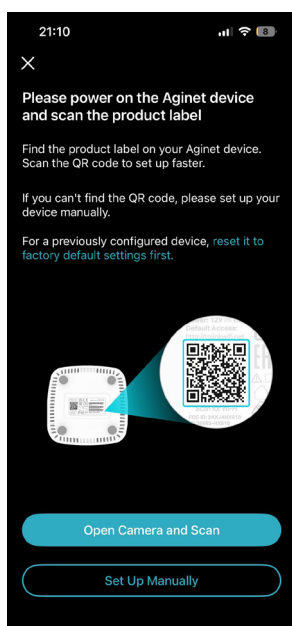 21:10
8
Please power on the Aginet device
and scan the product label
Find the product label on your Aginet device.
Scan the QR code to set up faster.
If you can't find the QR code, please set up your
device manually.
For a previously configured device, reset it to
factory default settings first.
Default Access:
Open Camera and Scan
Set Up Manually